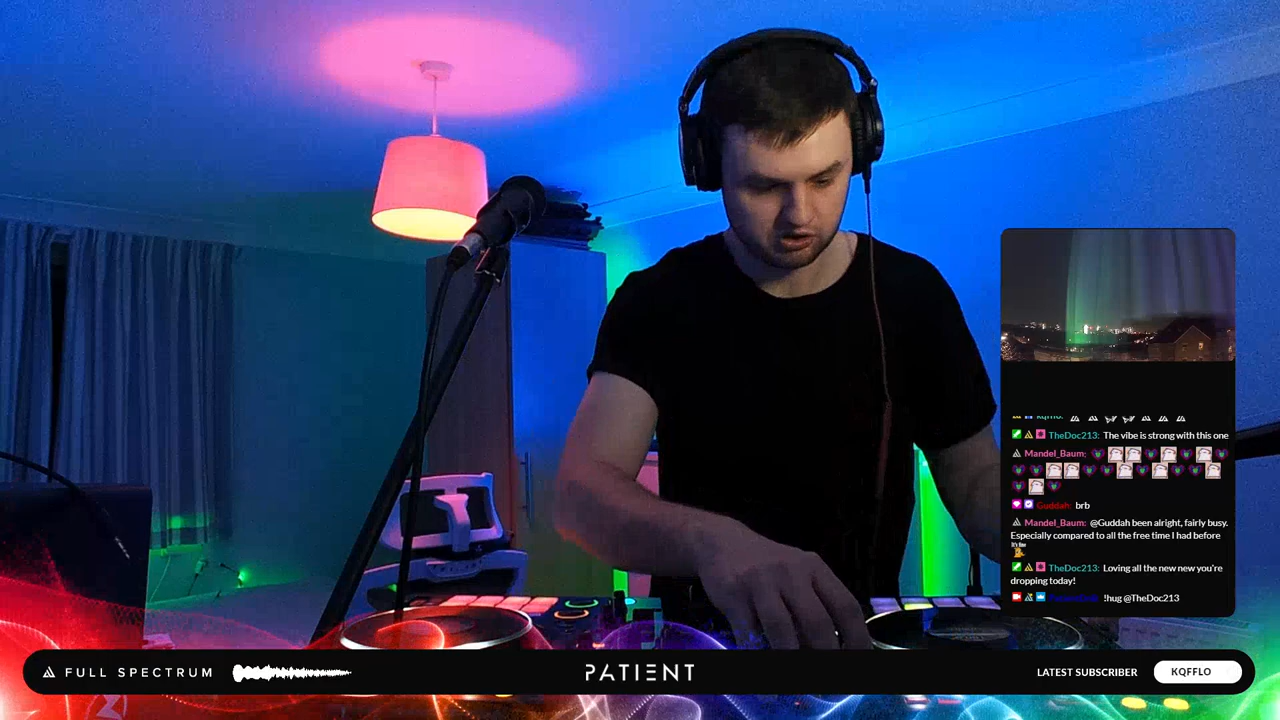 TheDoc213: The vibe is strong with this one
Mandel_Baum:
Guddah: brb
Mandel_Baum: @Guddah been alright, fairly busy.
Especially compared to all the free time I had before
TheDoc213: Loving all the new new you're
dropping today!
!hug @TheDoc213
FULL SPECTRUM
PATIENT
LATEST SUBSCRIBER
KQFFLO